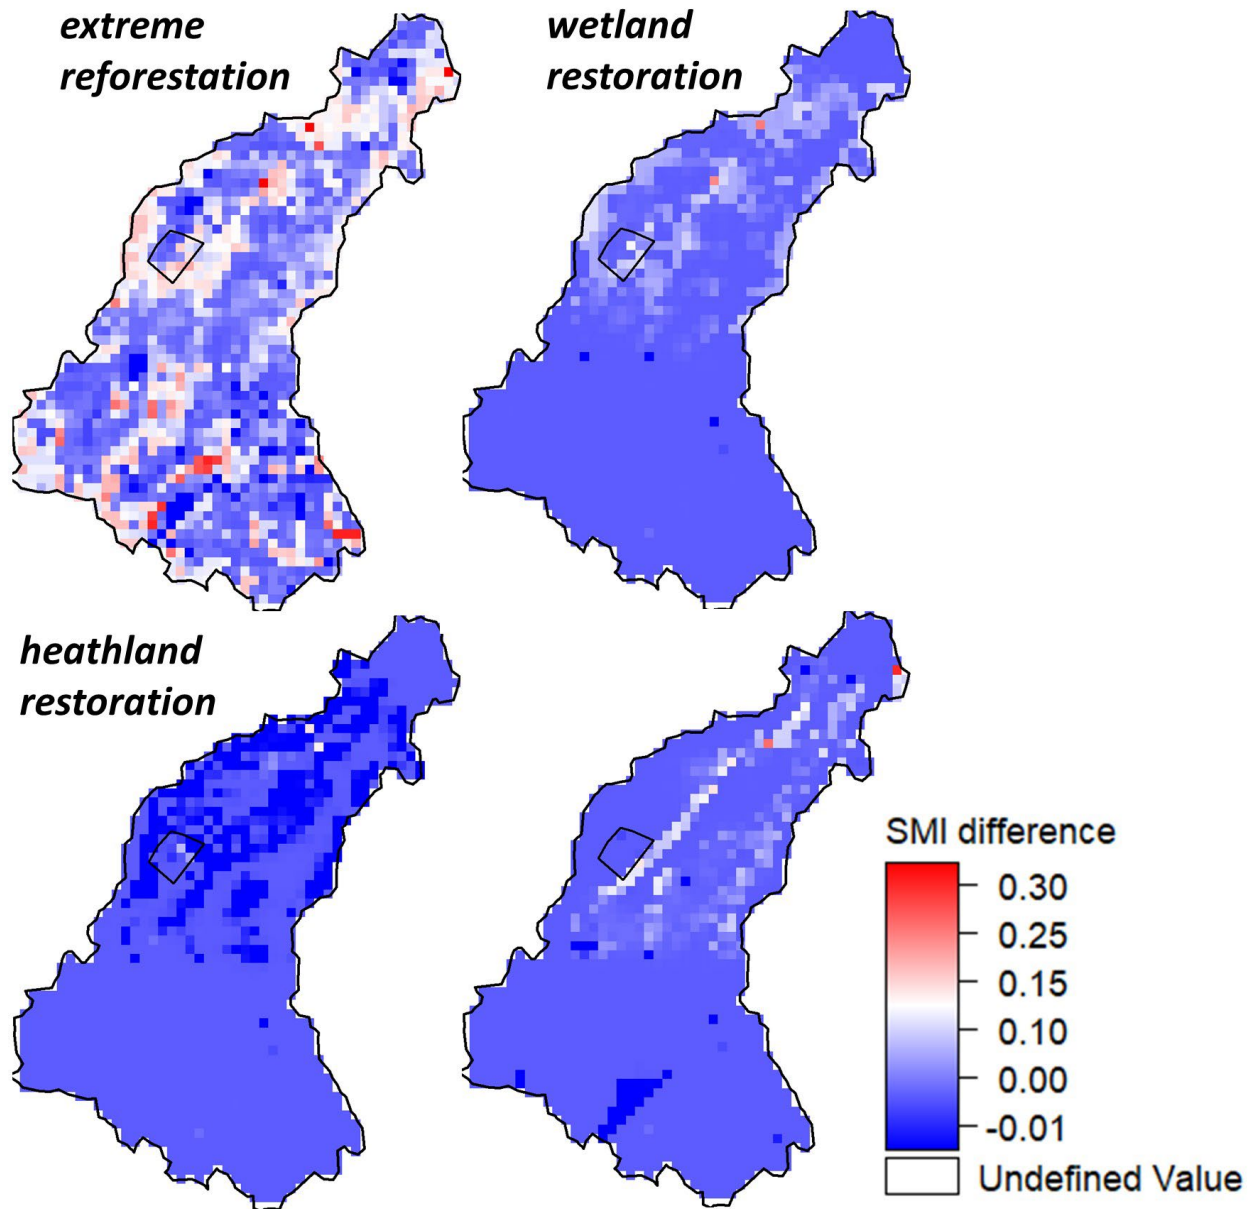 extreme
reforestation
wetland
restoration
heathland
restoration
SMI difference
0.30
0.25
0.15
0.10
0.00
-0.01
Undefined Value